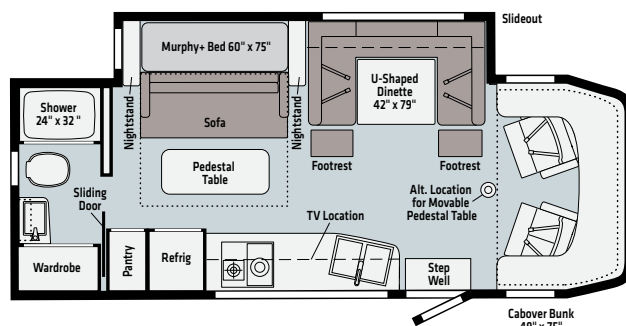 Slideout
Murphy+ Bed 60" x 75"
U-Shaped
Dinette
42" x 79"
Nightstand
Nightstand
Shower
24" x 32 "
Sofa
Footrest
Footrest
Pedestal
Table
Sliding
Door
Alt. Location
for Movable
Pedestal Table
TV Location
Wardrobe
Pantry
Refrig
Step
Well
Cabover Bunk